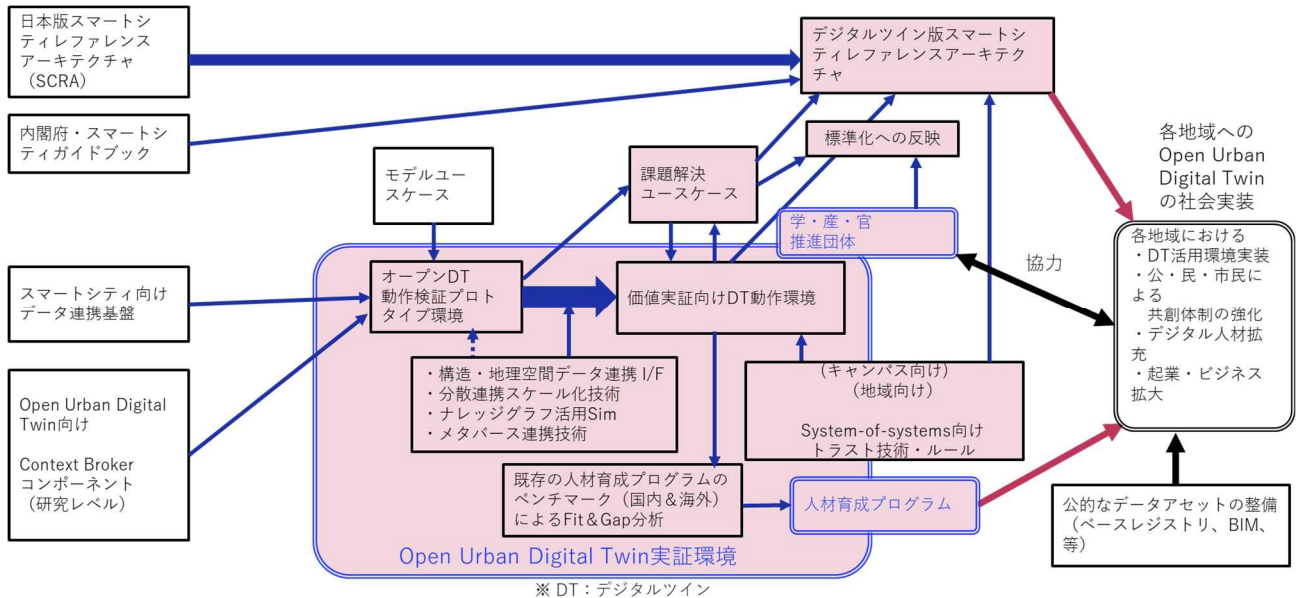 日本版スマートシ
ティレファレンス
アーキテクチャ
（SCRA）
デジタルツイン版スマートシ
ティレファレンスアーキテク
チャ
内閣府・スマートシ
ティガイドブック
モデルユー
スケース
課題解決
ユースケース
標準化への反映
各地域への
Open Urban
Digital Twin
の社会実装
学・産・官
推進団体
協力
スマートシティ向け
データ連携基盤
オープンDT
動作検証プロト
タイプ環境
価値実証向けDT動作環境
各地域における
・DT活用環境実装
・公・民・市民に
よる
共創体制の強化
・デジタル人材拡
充
・起業・ビジネス
拡大
・構造・地理空間データ連携 I/F
・分散連携スケール化技術
・ナレッジグラフ活用Sim
・メタバース連携技術
（キャンパス向け）
（地域向け）
System-of-systems向け
トラスト技術・ルール
Open Urban Digital
Twin向け
Context Broker
コンポーネント
（研究レベル）
既存の人材育成プログラムの
ベンチマーク（国内＆海外）
によるFit＆Gap分析
人材育成プログラム
公的なデータアセットの整備
（ベースレジストリ、BIM、
等）
Open Urban Digital Twin実証環境
※ DT：デジタルツイン